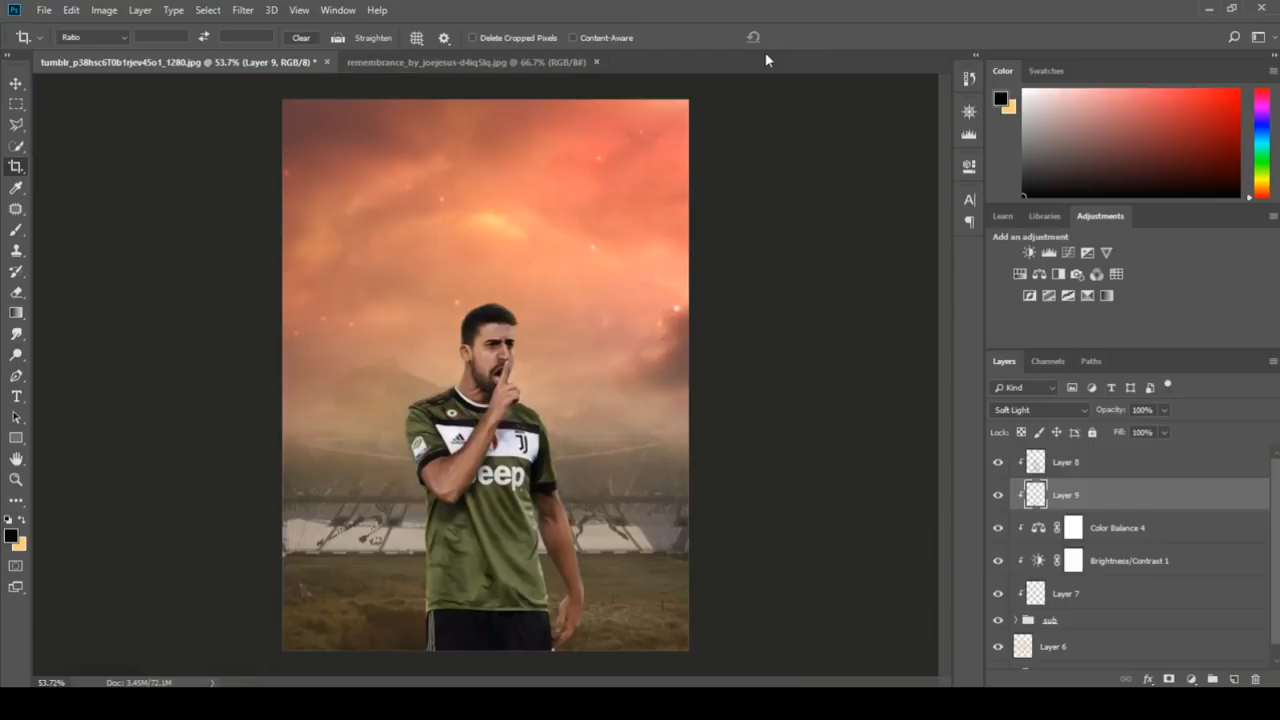 Ps File Edit Image Layer Type Select Filter 3D View Window Help
Ratio Clear Straighten Delete Cropped Pixels Content-Aware
tumblr_p38hsc6T0b1rjev45o1_1280.jpg @ 53.7% (Layer 9, RGB/8) * remembrance_by_joejesus-d4iq5lq.jpg @ 66.7% (RGB/8#)
Color Swatches
Learn Libraries Adjustments
Add an adjustment
Layers Channels Paths
Kind
Soft Light Opacity: 100%
Lock: Fill: 100%
Layer 8
Layer 9
Color Balance 4
Brightness/Contrast 1
Layer 7
sub
Layer 6
adidas
Jeep
53.72% Doc: 3.45M/72.1M